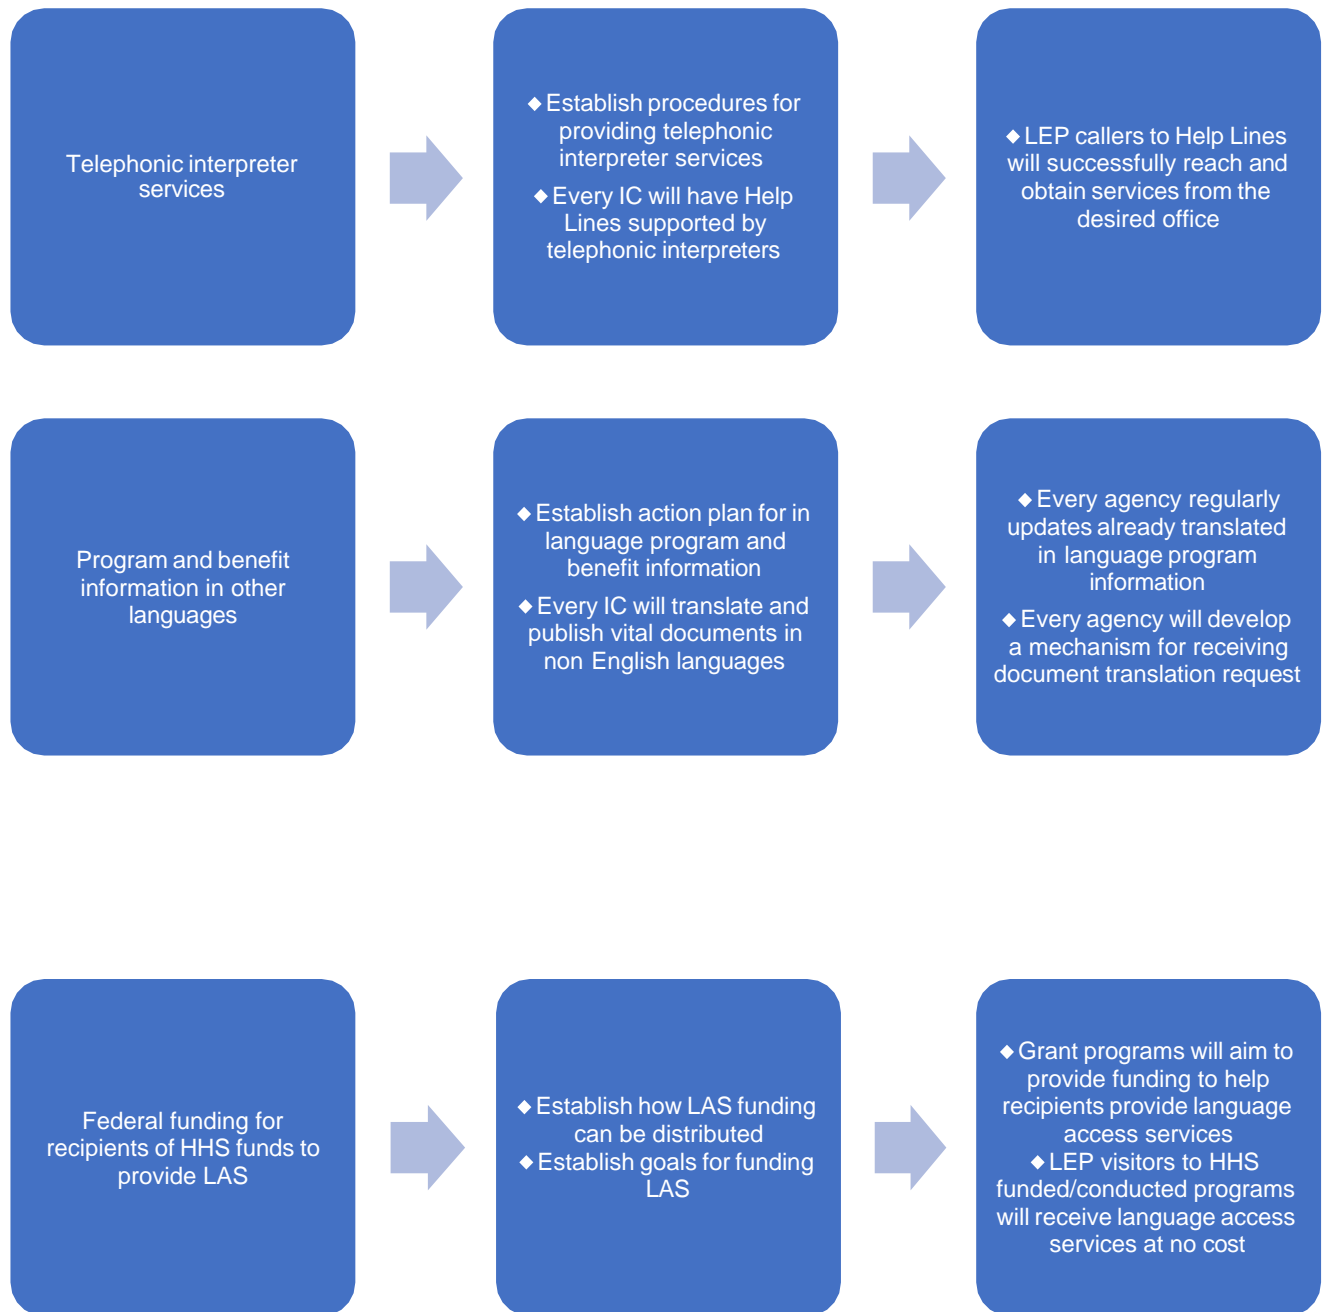 Telephonic interpreter
services
◆ Establish procedures for
providing telephonic
interpreter services
◆ Every IC will have Help
Lines supported by
telephonic interpreters
◆ LEP callers to Help Lines
will successfully reach and
obtain services from the
desired office
Program and benefit
information in other
languages
◆ Establish action plan for in
language program and
benefit information
◆ Every IC will translate and
publish vital documents in
non English languages
◆ Every agency regularly
updates already translated
in language program
information
◆ Every agency will develop
a mechanism for receiving
document translation request
Federal funding for
recipients of HHS funds to
provide LAS
◆ Establish how LAS funding
can be distributed
◆ Establish goals for funding
LAS
◆ Grant programs will aim to
provide funding to help
recipients provide language
access services
◆ LEP visitors to HHS
funded/conducted programs
will receive language access
services at no cost